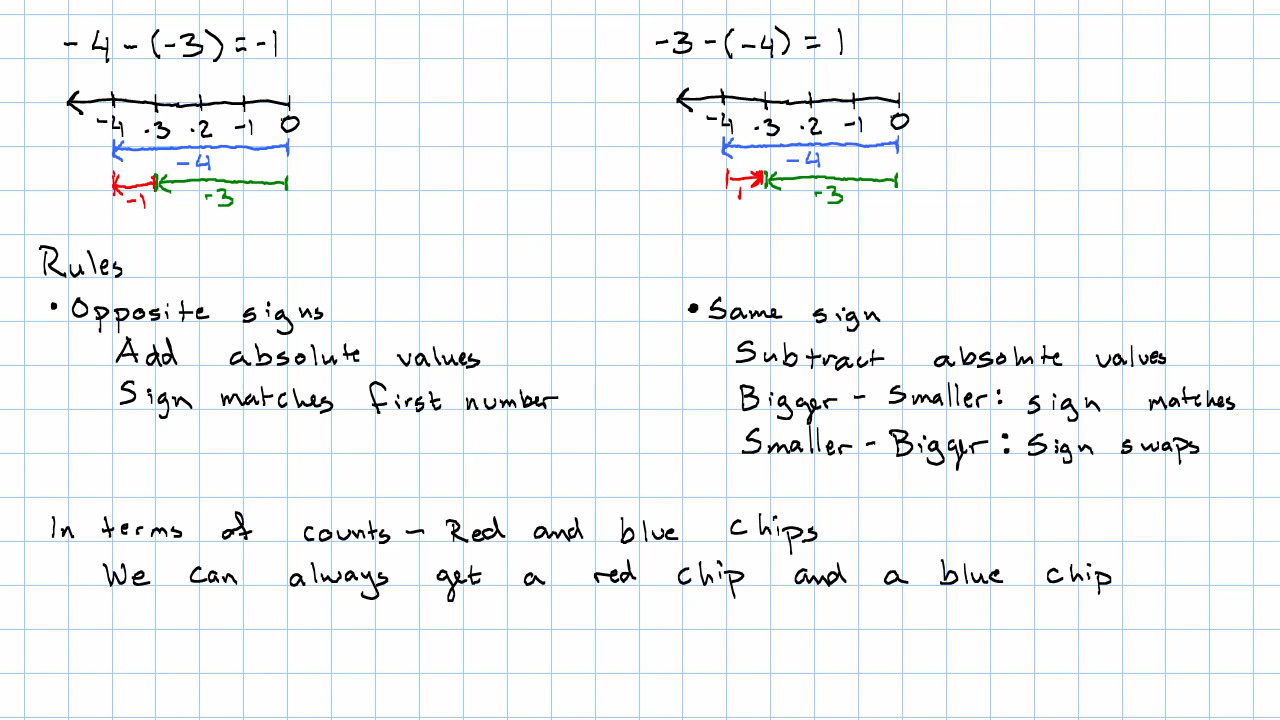 -4-(-3)=-1
-4 -3 -2 -1 0
-4
-1 -3
-3-(-4)=1
-4 -3 -2 -1 0
-4
1 -3
Rules
• Opposite signs
Add absolute values
Sign matches first number
• Same sign
Subtract absolute values
Bigger - Smaller: sign matches
Smaller - Bigger: Sign swaps
In terms of counts - Red and blue chips
We can always get a red chip and a blue chip